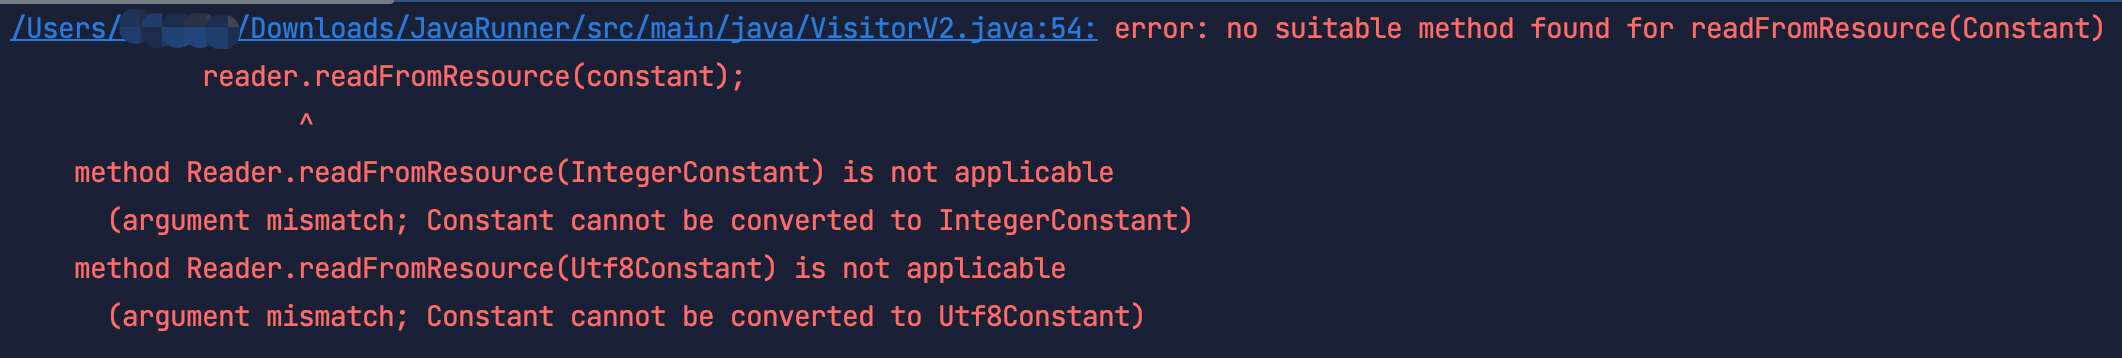 /Users/ /Downloads/JavaRunner/src/main/java/VisitorV2.java:54: error: no suitable method found for readFromResource(Constant)
reader.readFromResource(constant);
^
method Reader.readFromResource(IntegerConstant) is not applicable
(argument mismatch; Constant cannot be converted to IntegerConstant)
method Reader.readFromResource(Utf8Constant) is not applicable
(argument mismatch; Constant cannot be converted to Utf8Constant)